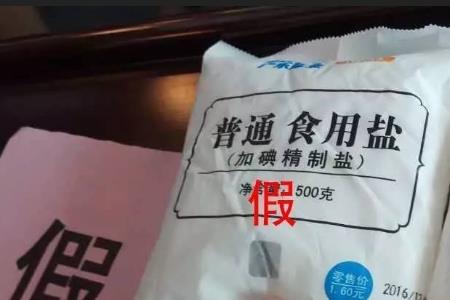 普通 食用盐
(加碘精制盐)
净含量:500克
假
假
零售价
1.60元
2016/11